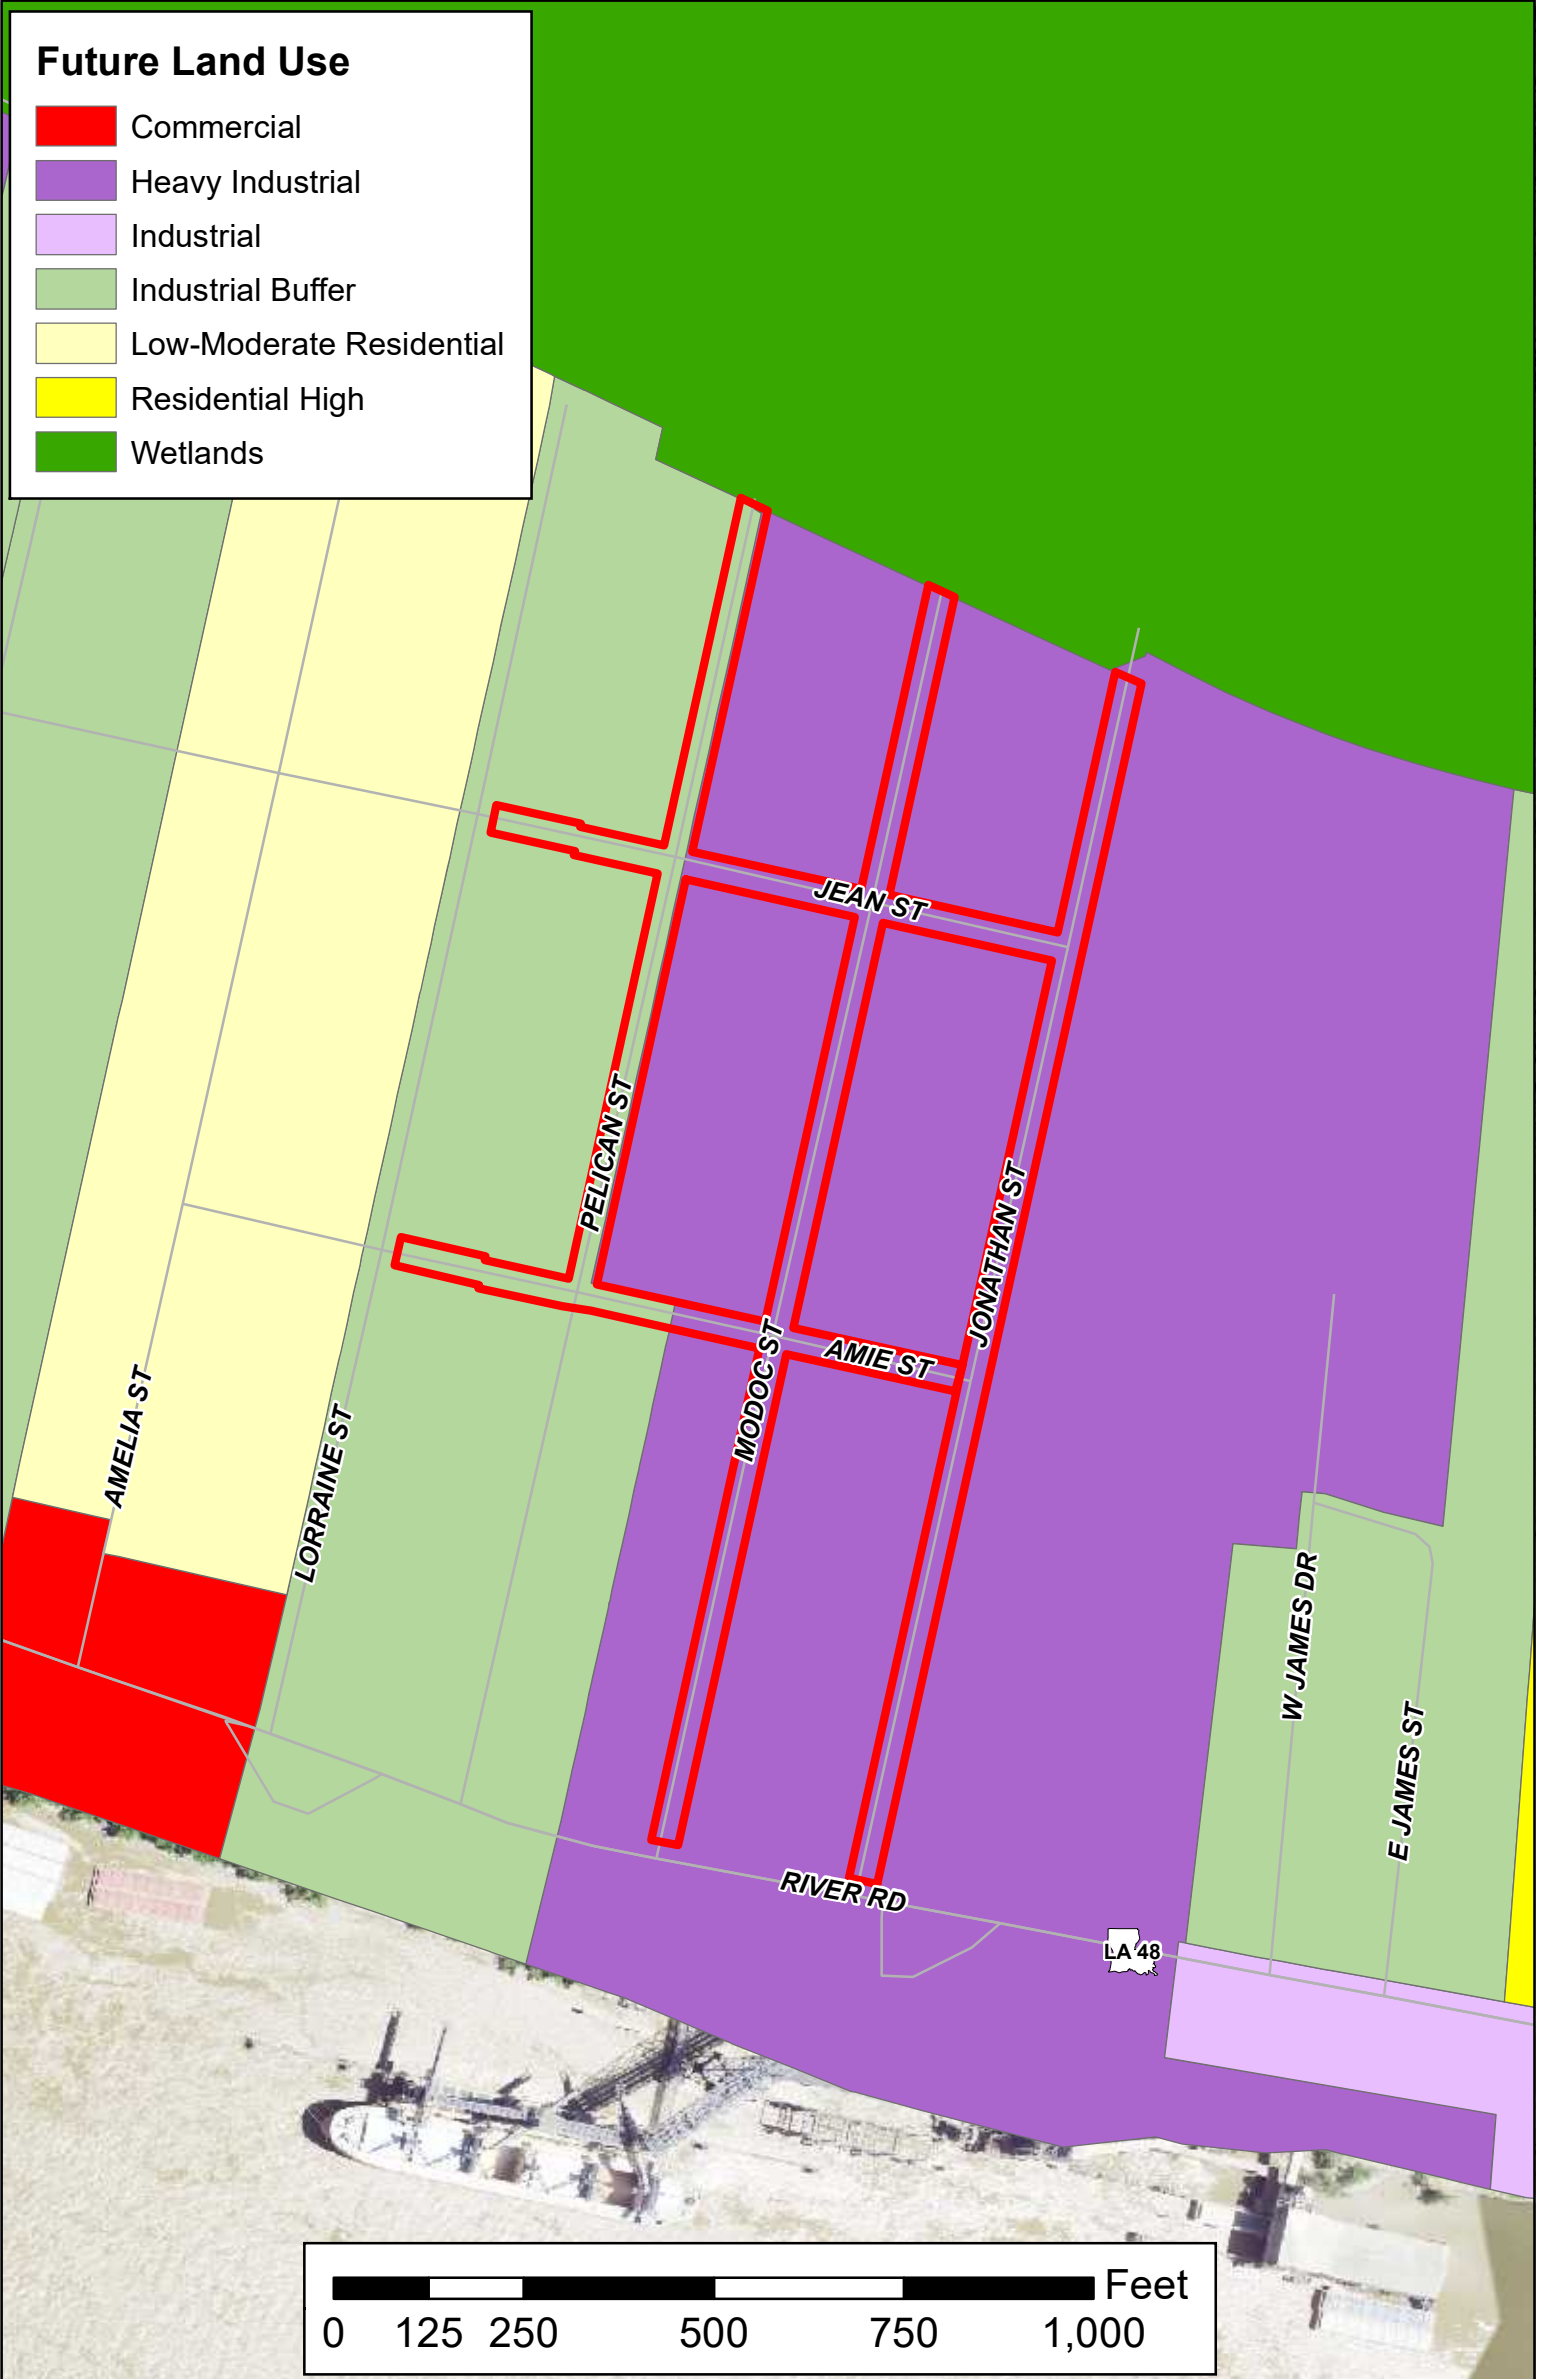 Future Land Use
Commercial
Heavy Industrial
Industrial
Industrial Buffer
Low-Moderate Residential
Residential High
Wetlands
JEAN ST
PELICAN ST
JONATHAN ST
MODOC ST
AMIE ST
AMELIA ST
LORRAINE ST
W JAMES DR
E JAMES ST
RIVER RD
LA 48
Feet
0 125 250 500 750 1,000